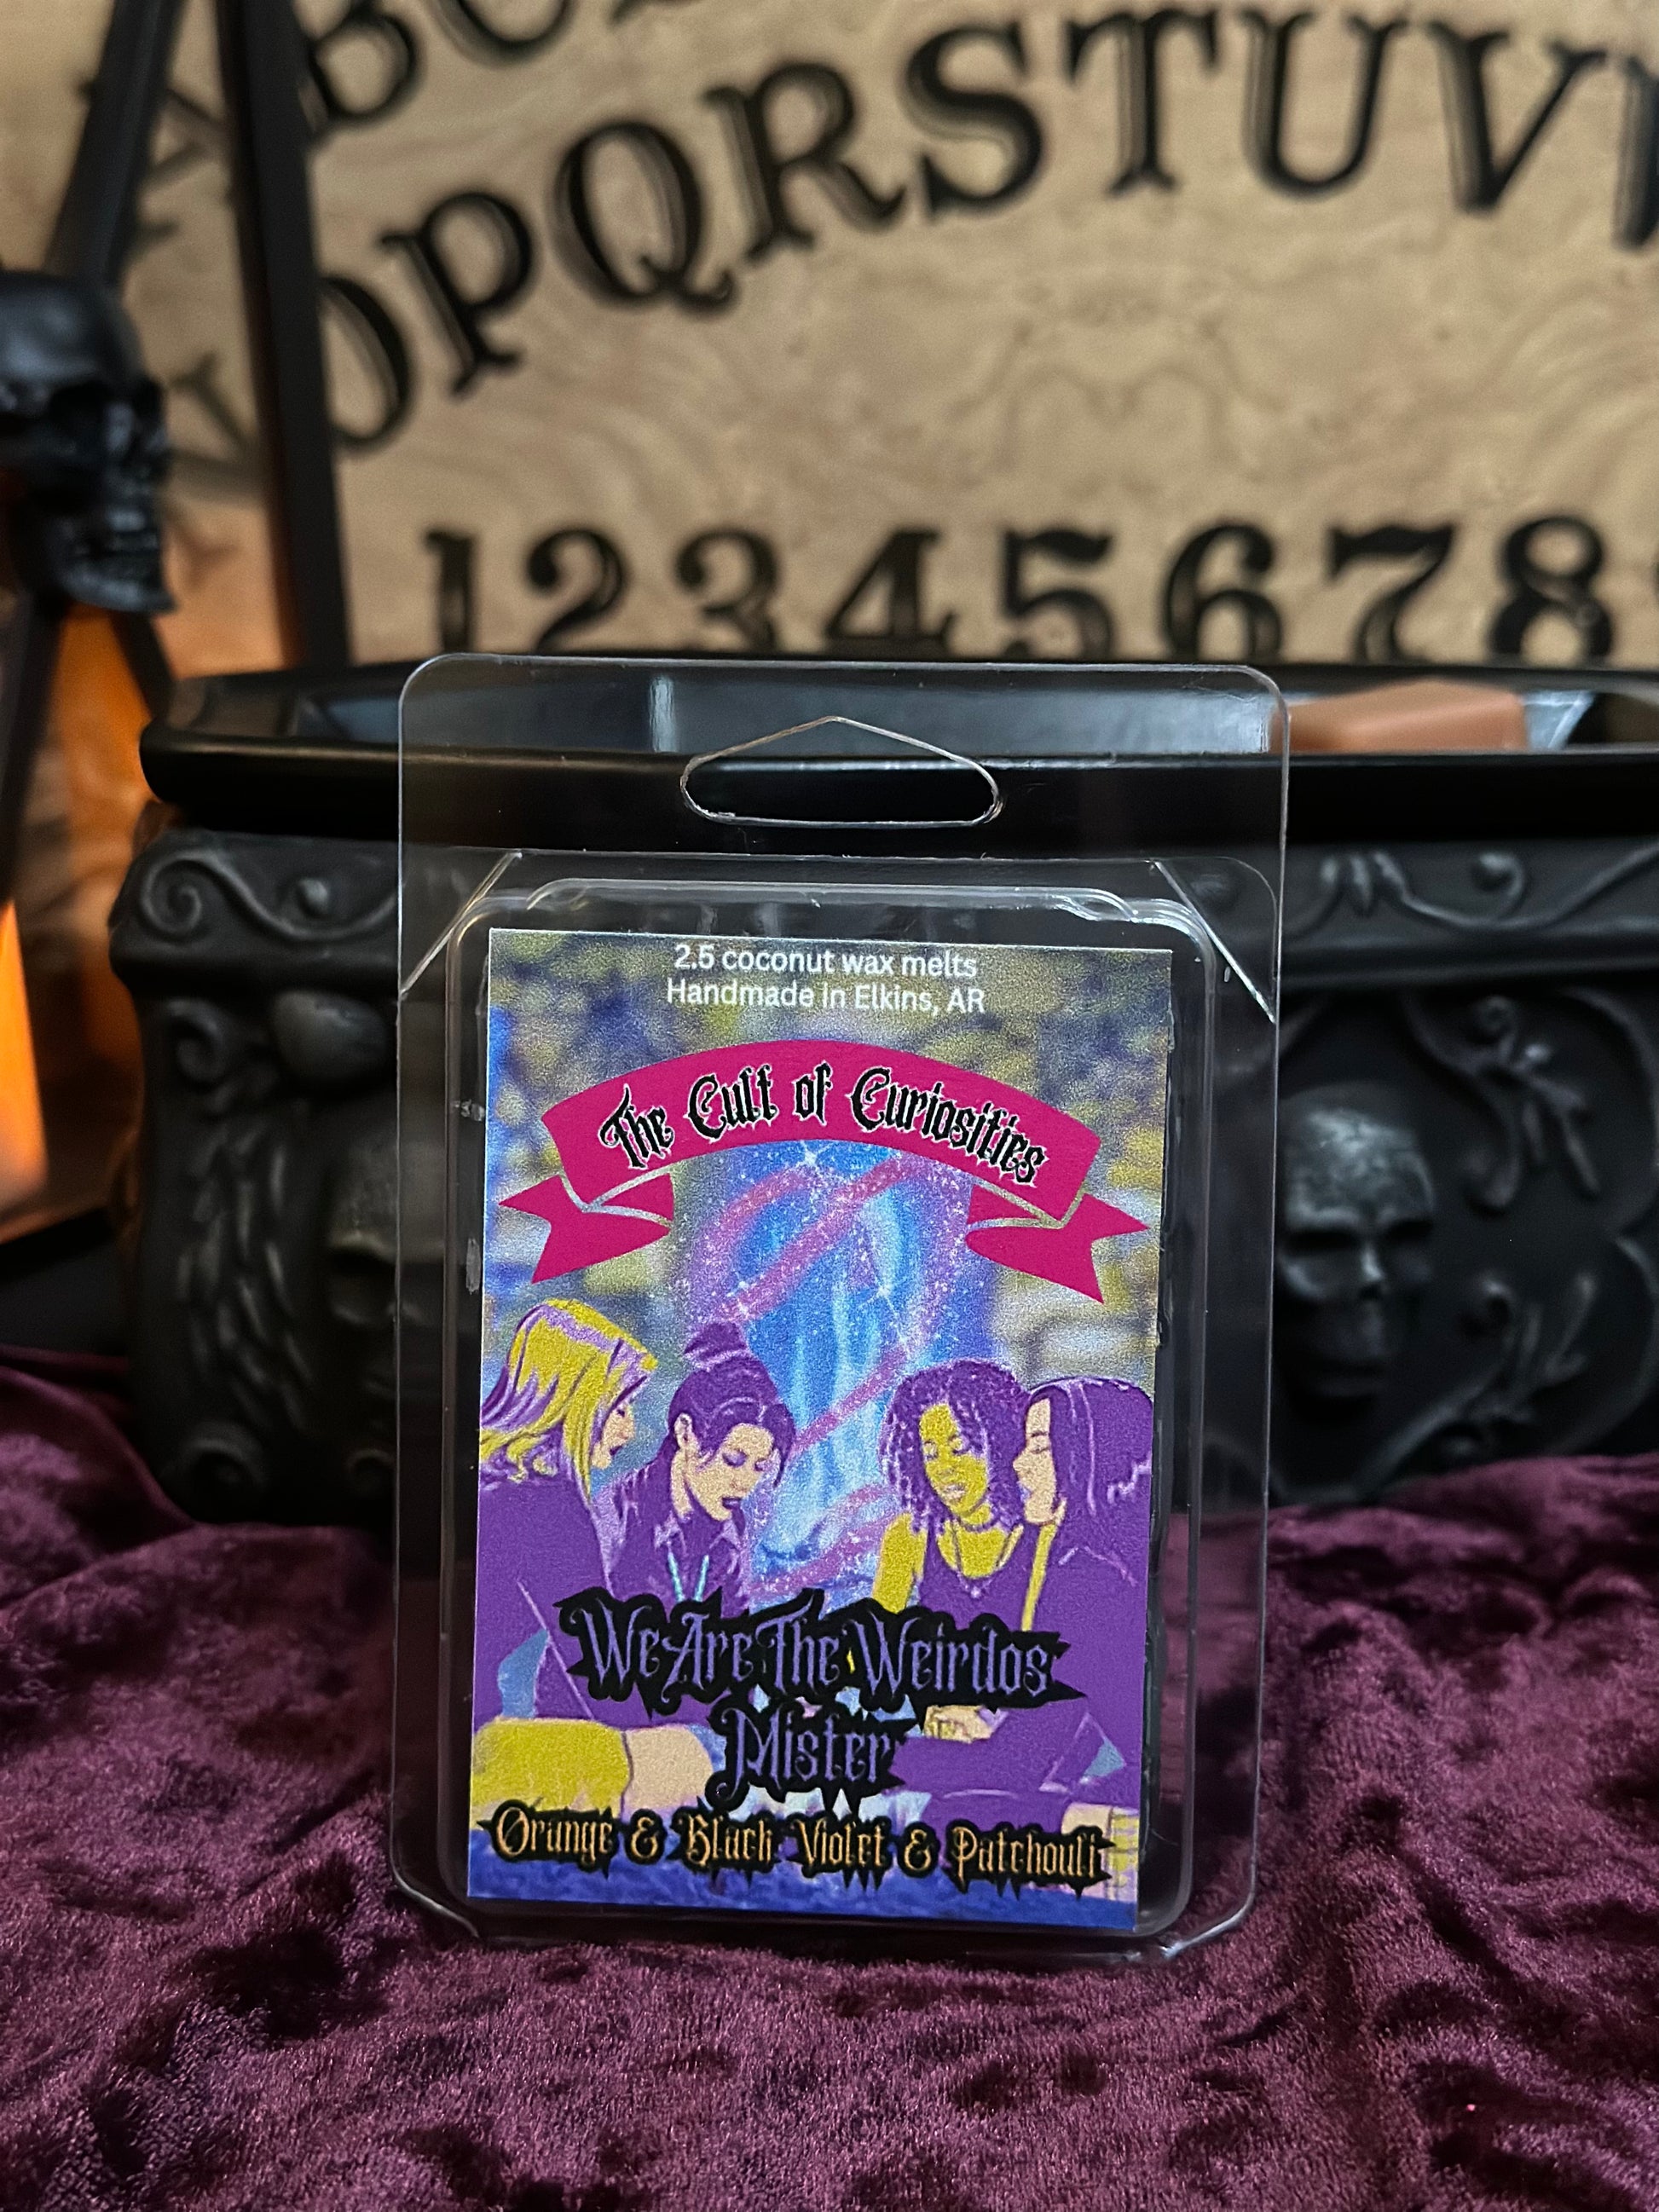 ABC
OPQRSTUV
12345678
2.5 coconut wax melts
Handmade in Elkins, AR
The Cult of Curiosities
We Are The Weirdos
Mister
Orange & Black Violet & Patchouli